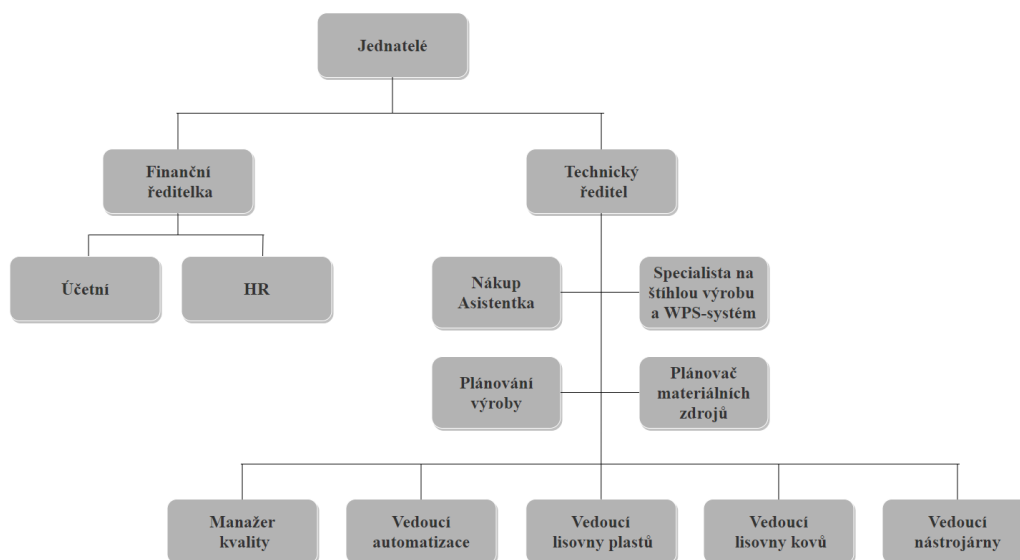 Jednatelé
Finanční
ředitelka
Technický
ředitel
Účetní
HR
Nákup
Asistentka
Specialista na
štíhlou výrobu
a WPS-systém
Plánování
výroby
Plánovač
materiálních
zdrojů
Manažer
kvality
Vedoucí
automatizace
Vedoucí
lisovny plastů
Vedoucí
lisovny kovů
Vedoucí
nástrojárny